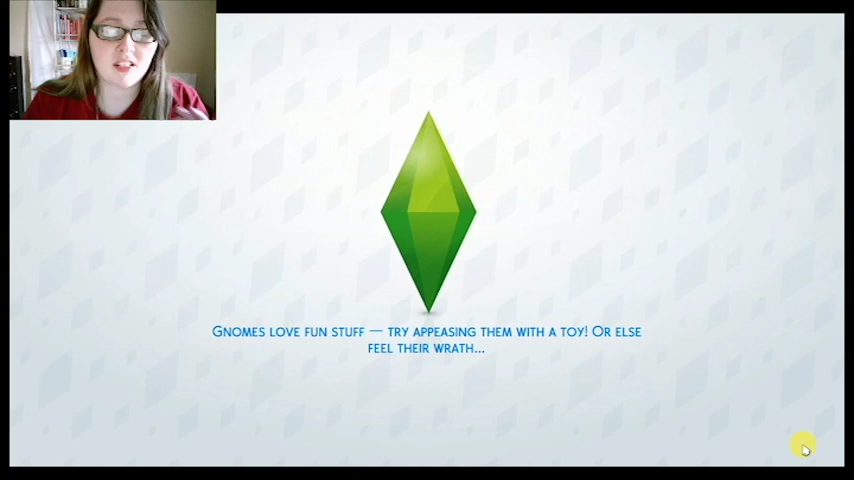 Gnomes love fun stuff — try appeasing them with a toy! Or else
feel their wrath...